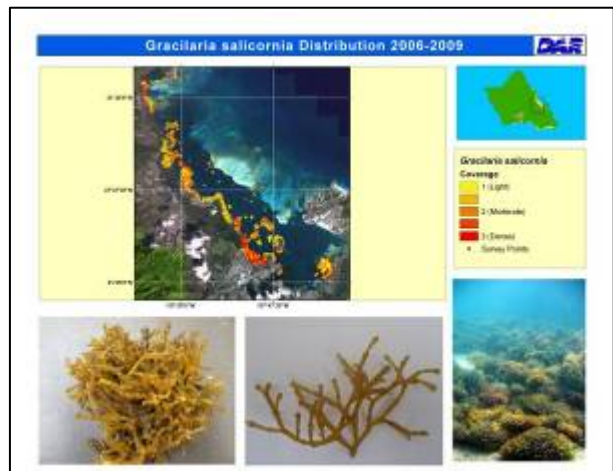 Gracilaria salicornia Distribution 2006-2009
DAR
Gracilaria salicornia
Coverage
1 (Light)
2 (Moderate)
3 (Dense)
Survey Points